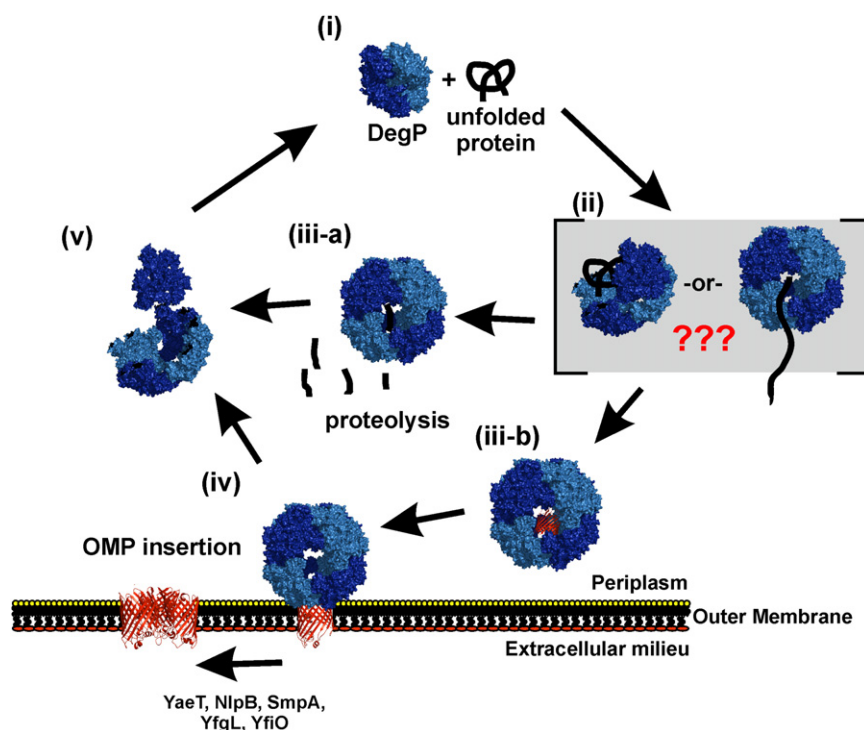 (i)
+
DegP
unfolded
protein
(ii)
-or-
???
(iii-a)
proteolysis
(v)
(iii-b)
(iv)
OMP insertion
Periplasm
Outer Membrane
Extracellular milieu
YaeT, NlpB, SmpA,
YfgL, YfiO